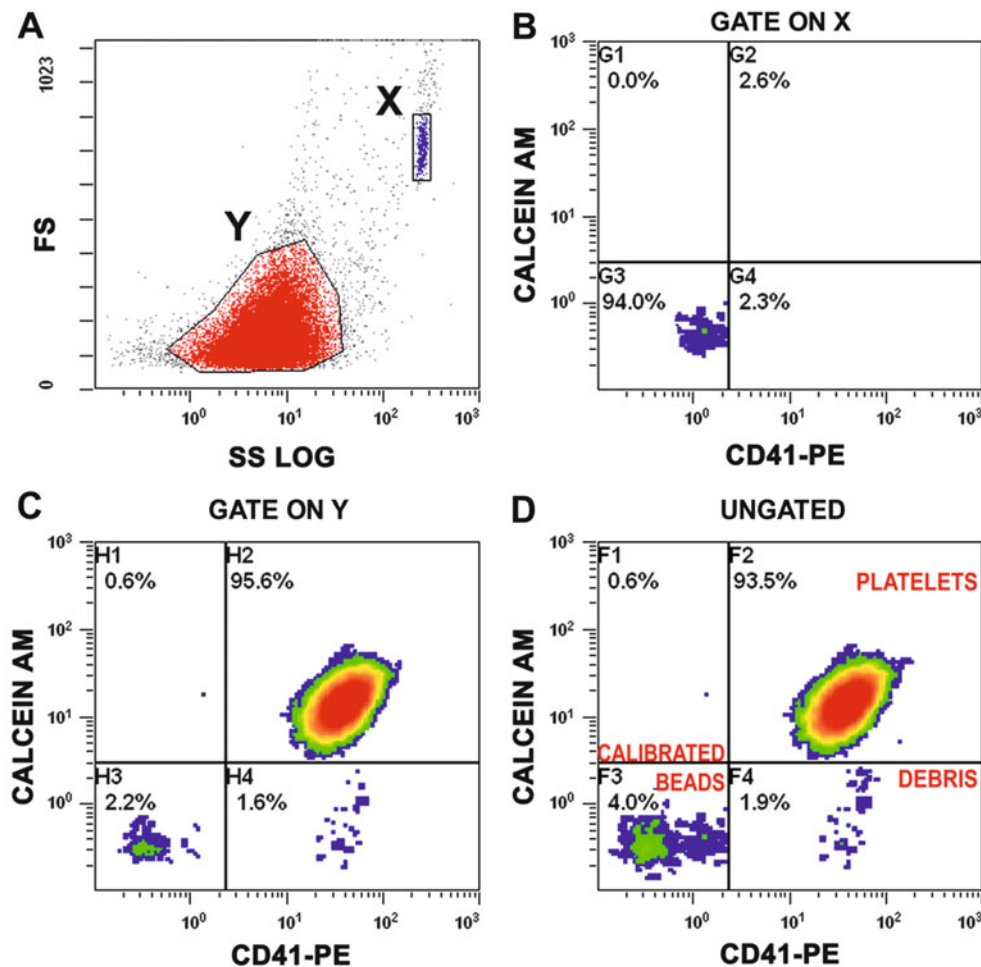 A
FS
1023
0
X
Y
10⁰ 10¹ 10² 10³
SS LOG
B GATE ON X
CALCEIN AM
10³
10²
10¹
10⁰
G1
0.0%
G2
2.6%
G3
94.0%
G4
2.3%
10⁰ 10¹ 10² 10³
CD41-PE
C GATE ON Y
CALCEIN AM
10³
10²
10¹
10⁰
H1
0.6%
H2
95.6%
H3
2.2%
H4
1.6%
10⁰ 10¹ 10² 10³
CD41-PE
D UNGATED
CALCEIN AM
10³
10²
10¹
10⁰
F1
0.6%
F2
93.5%
PLATELETS
CALIBRATED
BEADS
F3
4.0%
F4
1.9%
DEBRIS
10⁰ 10¹ 10² 10³
CD41-PE